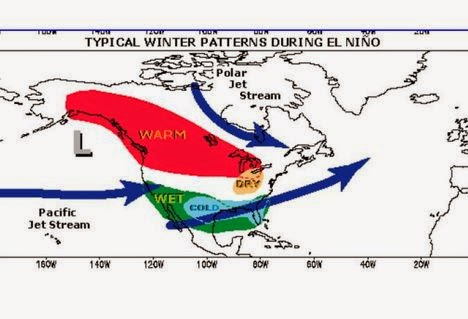 TYPICAL WINTER PATTERNS DURING EL NIÑO
Polar
Jet
Stream
WARM
L
DRY
WET
COLD
Pacific
Jet Stream
160W
140W
120W
100W
80W
60W
40W
20W